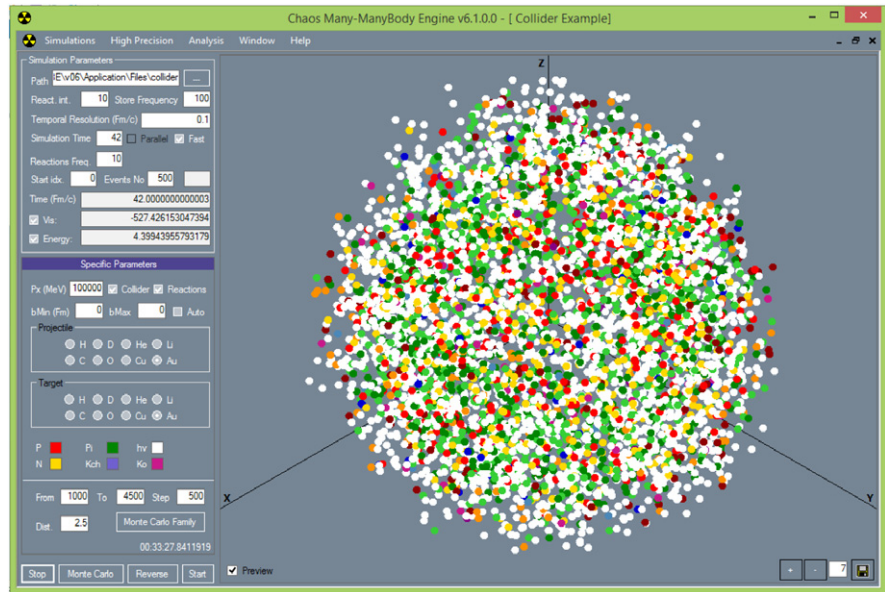 Chaos Many-ManyBody Engine v6.1.0.0 - [ Collider Example]
Simulations High Precision Analysis Window Help
Simulation Parameters
Path :E\v06\Application\Files\collider ...
React. int. 10 Store Frequency 100
Temporal Resolution (Fm/c) 0.1
Simulation Time 42 Parallel Fast
Reactions Freq. 10
Start idx. 0 Events No 500
Time (Fm/c) 42.0000000000003
Vis: -527.426153047394
Energy: 4.39943955793179
Specific Parameters
Px (MeV) 100000 Collider Reactions
bMin (Fm) 0 bMax 0 Auto
Projectile
H D He Li
C O Cu Au
Target
H D He Li
C O Cu Au
P Pi hv
N Kch Ko
From 1000 To 4500 Step 500
Dist. 2.5 Monte Carlo Family
00:33:27.8411919
Stop Monte Carlo Reverse Start
Z
X
Y
Preview
+ - 7